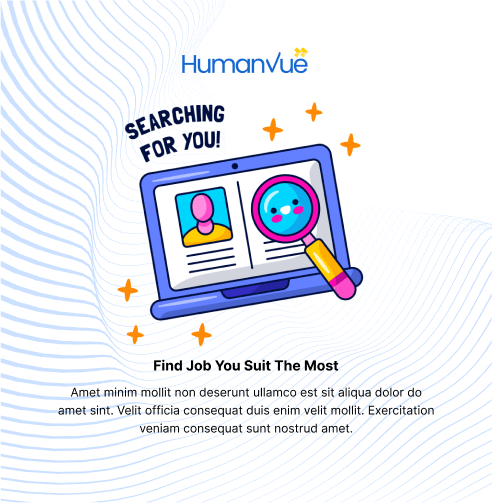 Humanvue
SEARCHING
FOR YOU!
Find Job You Suit The Most
Amet minim mollit non deserunt ullamco est sit aliqua dolor do
amet sint. Velit officia consequat duis enim velit mollit. Exercitation
veniam consequat sunt nostrud amet.